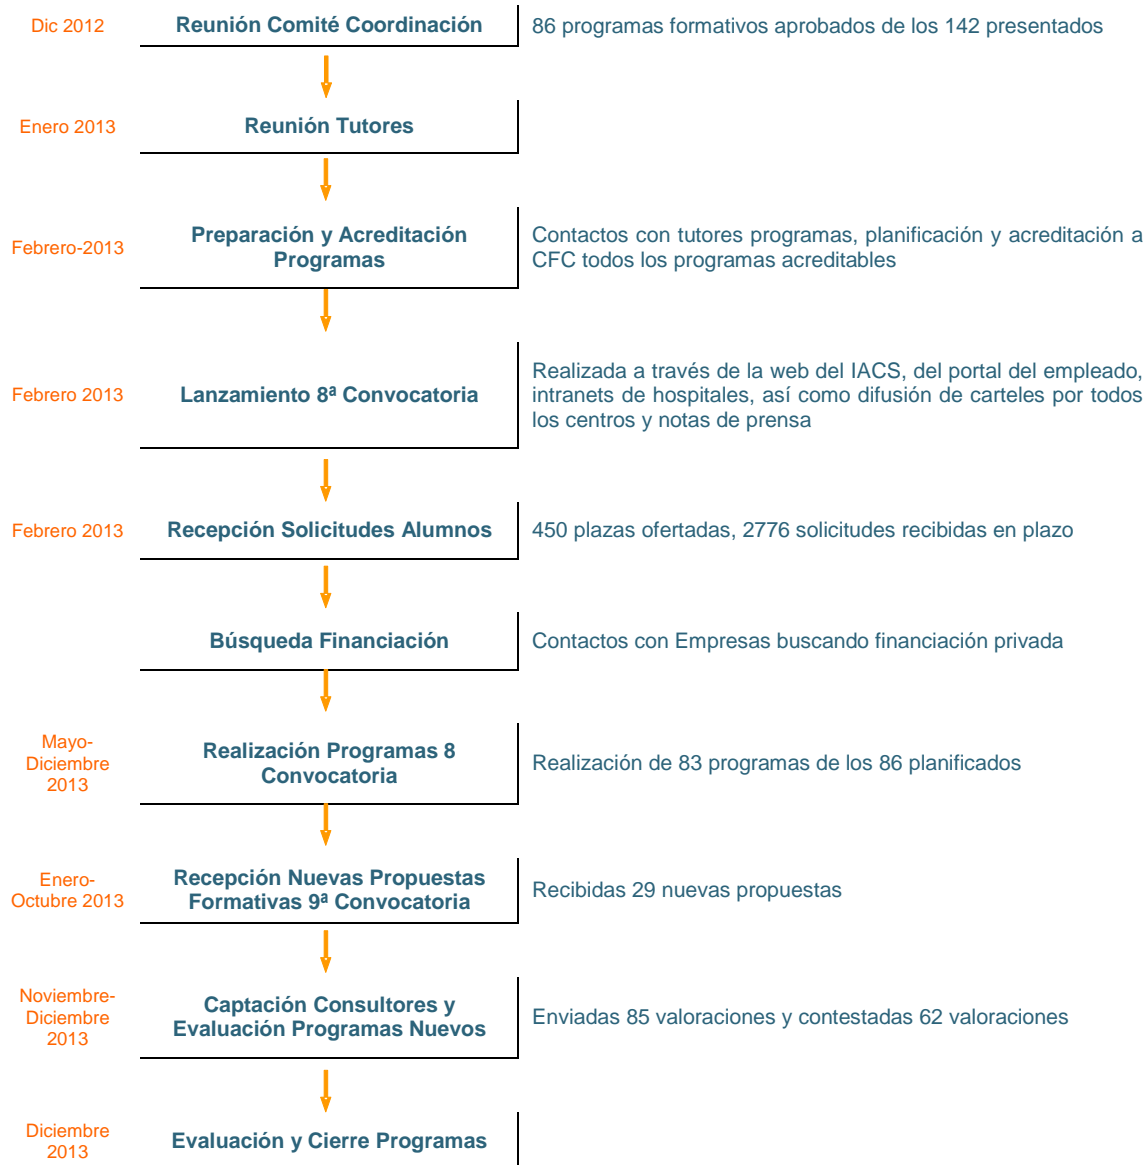 Dic 2012
Reunión Comité Coordinación
86 programas formativos aprobados de los 142 presentados
Enero 2013
Reunión Tutores
Febrero-2013
Preparación y Acreditación
Programas
Contactos con tutores programas, planificación y acreditación a
CFC todos los programas acreditables
Febrero 2013
Lanzamiento 8ª Convocatoria
Realizada a través de la web del IACS, del portal del empleado,
intranets de hospitales, así como difusión de carteles por todos
los centros y notas de prensa
Febrero 2013
Recepción Solicitudes Alumnos
450 plazas ofertadas, 2776 solicitudes recibidas en plazo
Búsqueda Financiación
Contactos con Empresas buscando financiación privada
Mayo-
Diciembre
2013
Realización Programas 8
Convocatoria
Realización de 83 programas de los 86 planificados
Enero-
Octubre 2013
Recepción Nuevas Propuestas
Formativas 9ª Convocatoria
Recibidas 29 nuevas propuestas
Noviembre-
Diciembre
2013
Captación Consultores y
Evaluación Programas Nuevos
Enviadas 85 valoraciones y contestadas 62 valoraciones
Diciembre
2013
Evaluación y Cierre Programas